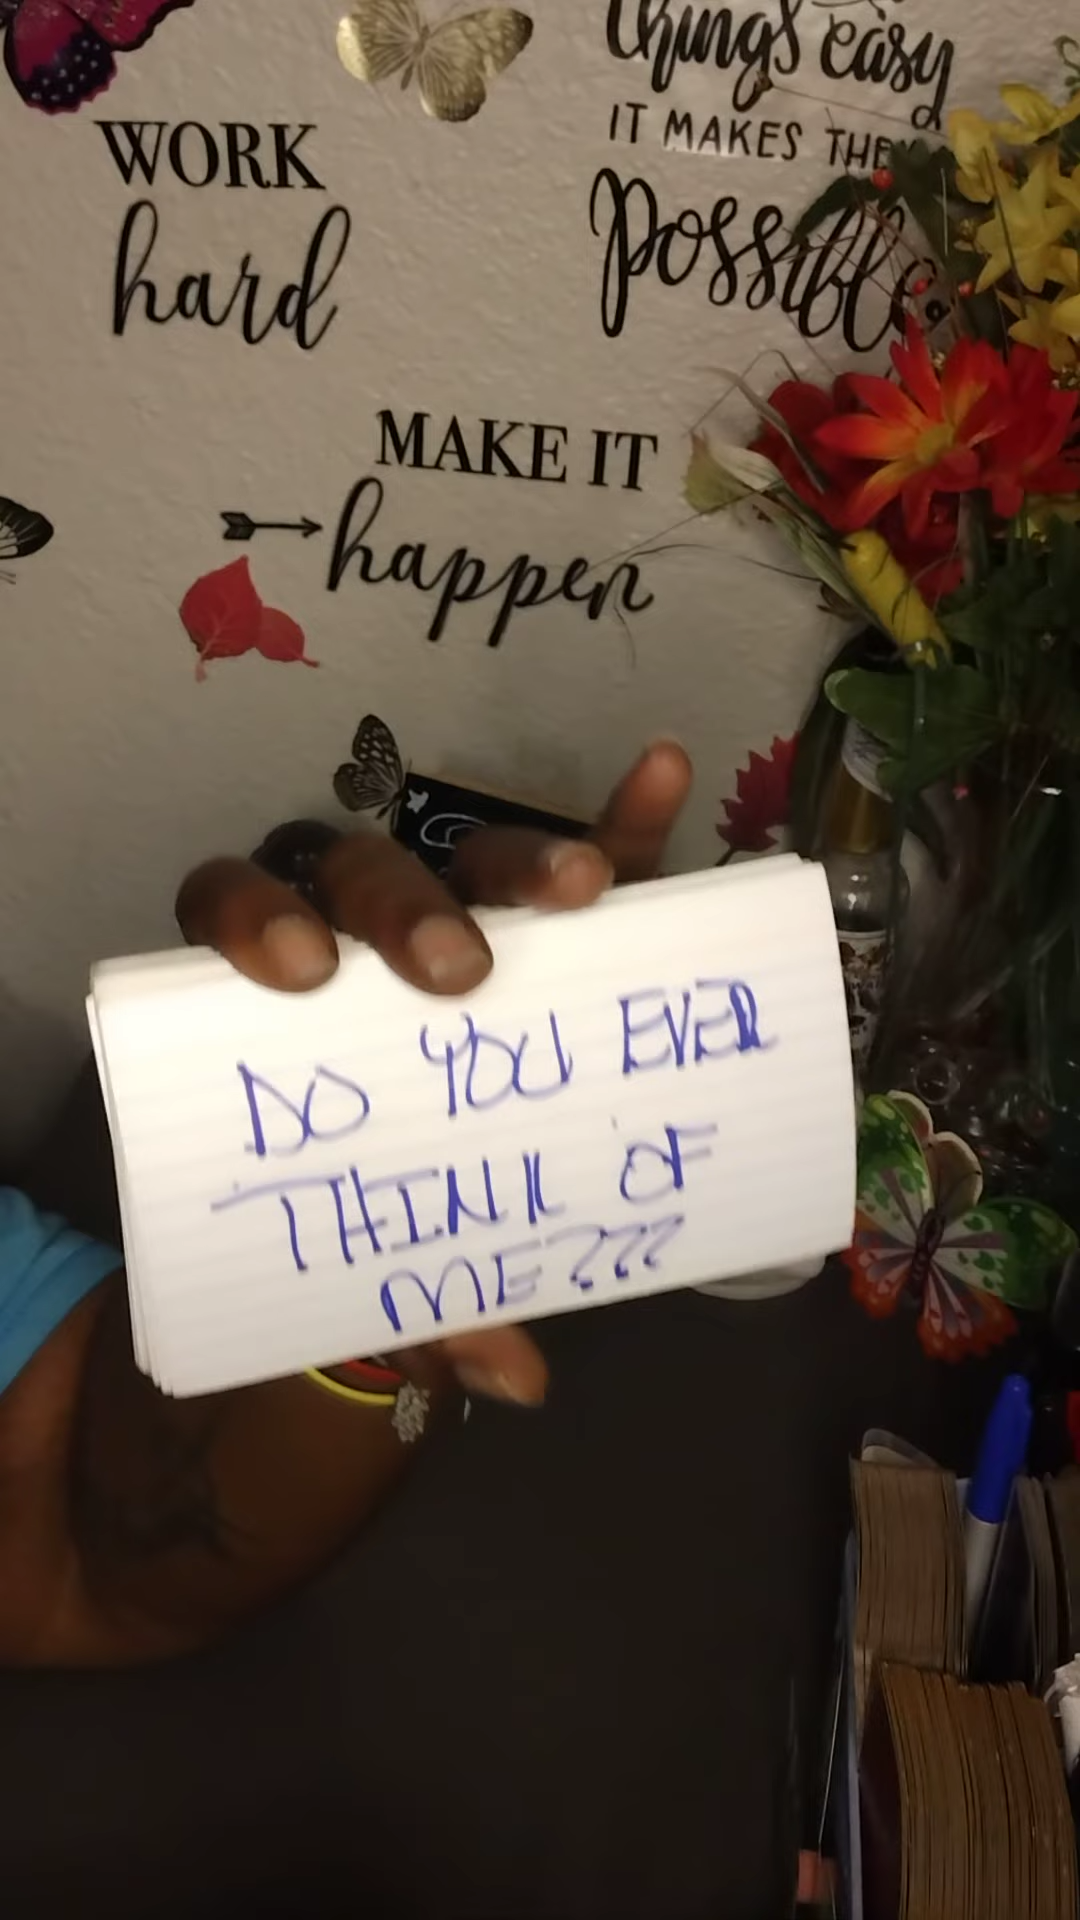 things easy
IT MAKES THE
possible.
WORK
hard
MAKE IT
happen
DO YOU EVER
THINK OF
ME???